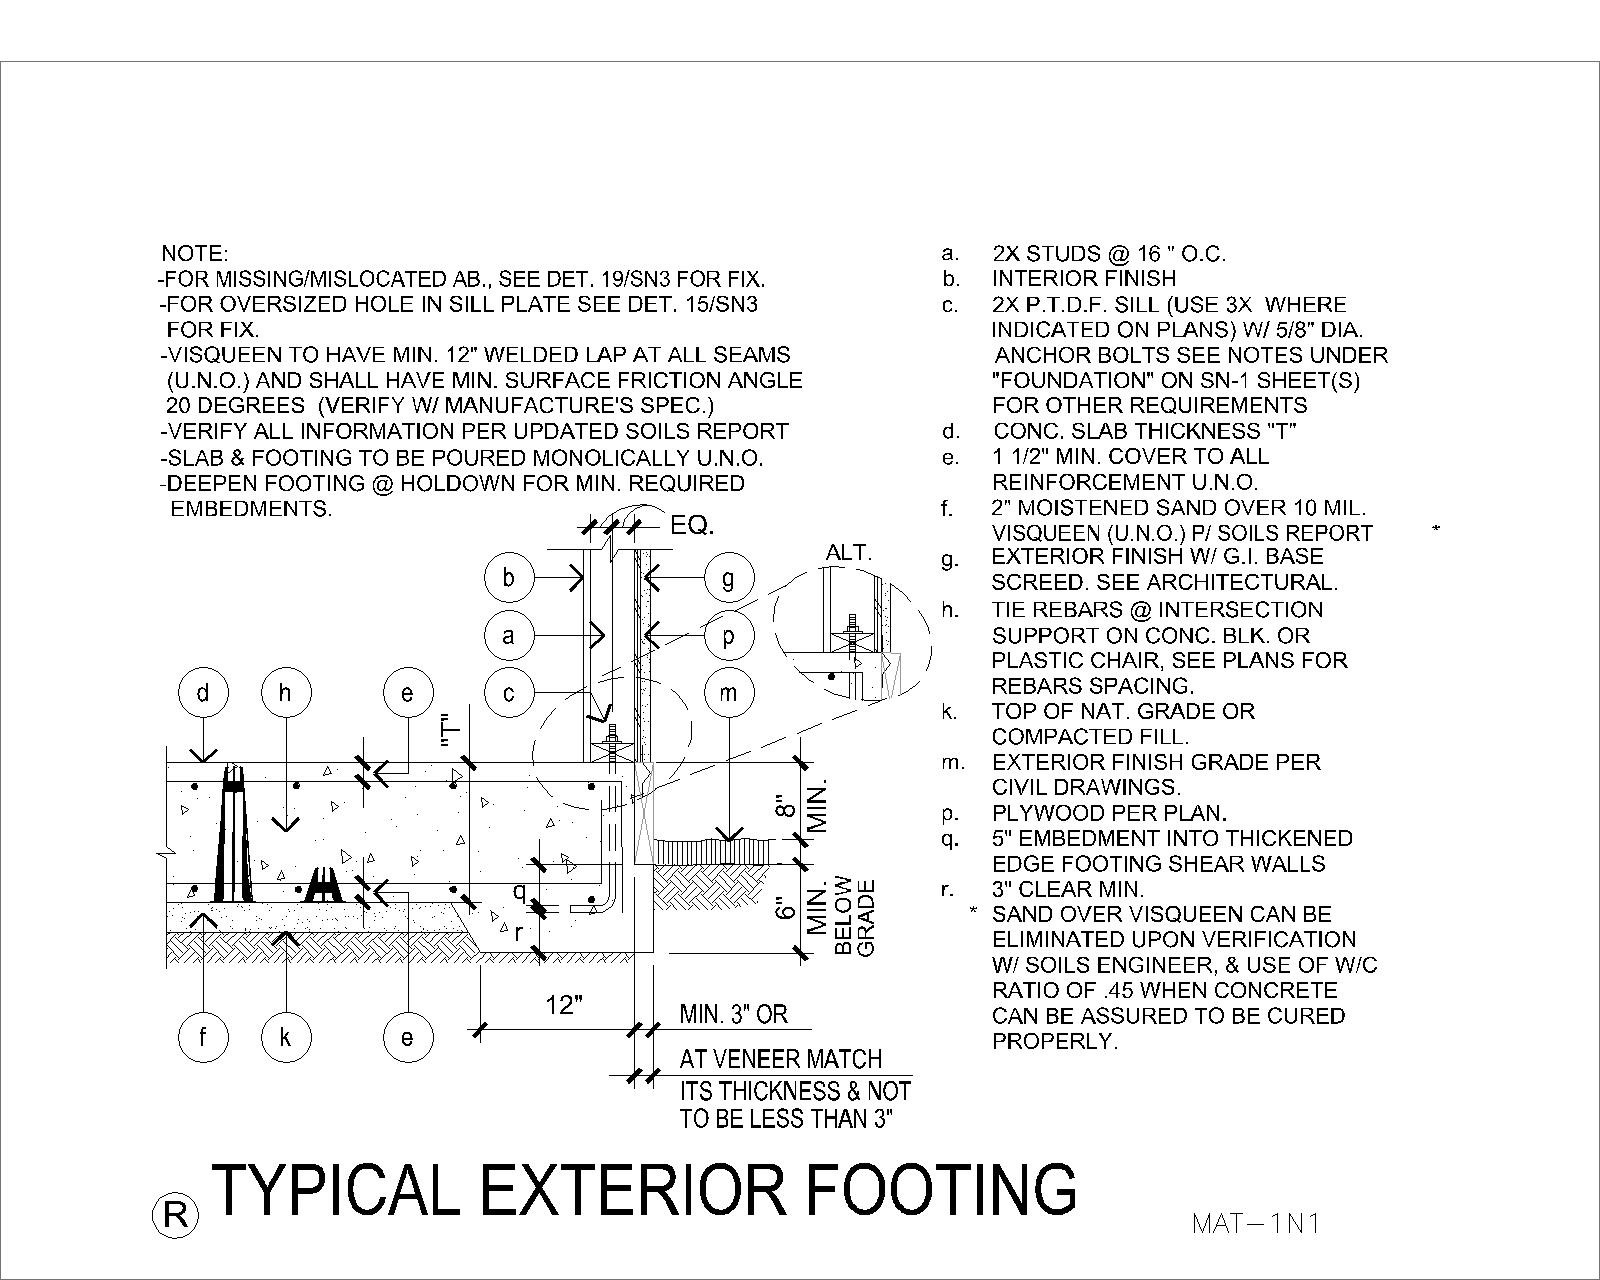 NOTE:
-FOR MISSING/MISLOCATED AB., SEE DET. 19/SN3 FOR FIX.
-FOR OVERSIZED HOLE IN SILL PLATE SEE DET. 15/SN3
FOR FIX.
-VISQUEEN TO HAVE MIN. 12" WELDED LAP AT ALL SEAMS
(U.N.O.) AND SHALL HAVE MIN. SURFACE FRICTION ANGLE
20 DEGREES (VERIFY W/ MANUFACTURE'S SPEC.)
-VERIFY ALL INFORMATION PER UPDATED SOILS REPORT
-SLAB & FOOTING TO BE POURED MONOLICALLY U.N.O.
-DEEPEN FOOTING @ HOLDOWN FOR MIN. REQUIRED
EMBEDMENTS.
a. 2X STUDS @ 16 " O.C.
b. INTERIOR FINISH
c. 2X P.T.D.F. SILL (USE 3X WHERE
INDICATED ON PLANS) W/ 5/8" DIA.
ANCHOR BOLTS SEE NOTES UNDER
"FOUNDATION" ON SN-1 SHEET(S)
FOR OTHER REQUIREMENTS
d. CONC. SLAB THICKNESS "T"
e. 1 1/2" MIN. COVER TO ALL
REINFORCEMENT U.N.O.
f. 2" MOISTENED SAND OVER 10 MIL.
VISQUEEN (U.N.O.) P/ SOILS REPORT *
g. EXTERIOR FINISH W/ G.I. BASE
SCREED. SEE ARCHITECTURAL.
h. TIE REBARS @ INTERSECTION
SUPPORT ON CONC. BLK. OR
PLASTIC CHAIR, SEE PLANS FOR
REBARS SPACING.
k. TOP OF NAT. GRADE OR
COMPACTED FILL.
m. EXTERIOR FINISH GRADE PER
CIVIL DRAWINGS.
p. PLYWOOD PER PLAN.
q. 5" EMBEDMENT INTO THICKENED
EDGE FOOTING SHEAR WALLS
r. 3" CLEAR MIN.
* SAND OVER VISQUEEN CAN BE
ELIMINATED UPON VERIFICATION
W/ SOILS ENGINEER, & USE OF W/C
RATIO OF .45 WHEN CONCRETE
CAN BE ASSURED TO BE CURED
PROPERLY.
EQ.
ALT.
b
g
a
p
d
h
e
c
m
"T"
8"
MIN.
q
r
6"
MIN.
BELOW
GRADE
f
k
e
12"
MIN. 3" OR
AT VENEER MATCH
ITS THICKNESS & NOT
TO BE LESS THAN 3"
R
TYPICAL EXTERIOR FOOTING
MAT-1N1